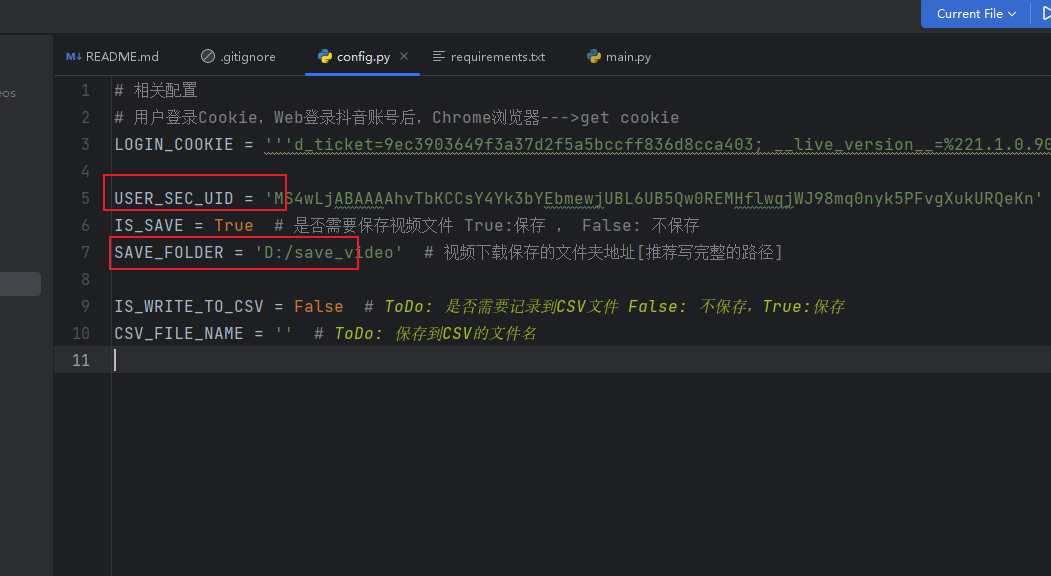 Current File
README.md
.gitignore
config.py
requirements.txt
main.py
eos
1 # 相关配置
2 # 用户登录Cookie，Web登录抖音账号后，Chrome浏览器--->get cookie
3 LOGIN_COOKIE = '''d_ticket=9ec3903649f3a37d2f5a5bccff836d8cca403; __live_version__=%221.1.0.90
4
5 USER_SEC_UID = 'MS4wLjABAAAAhvTbKCCsY4Yk3bYEbmewjUBL6UB5Qw0REMHflwqjWJ98mq0nyk5PFvgXukURQeKn'
6 IS_SAVE = True # 是否需要保存视频文件 True:保存 ， False: 不保存
7 SAVE_FOLDER = 'D:/save_video' # 视频下载保存的文件夹地址[推荐写完整的路径]
8
9 IS_WRITE_TO_CSV = False # ToDo: 是否需要记录到CSV文件 False: 不保存，True:保存
10 CSV_FILE_NAME = '' # ToDo: 保存到CSV的文件名
11